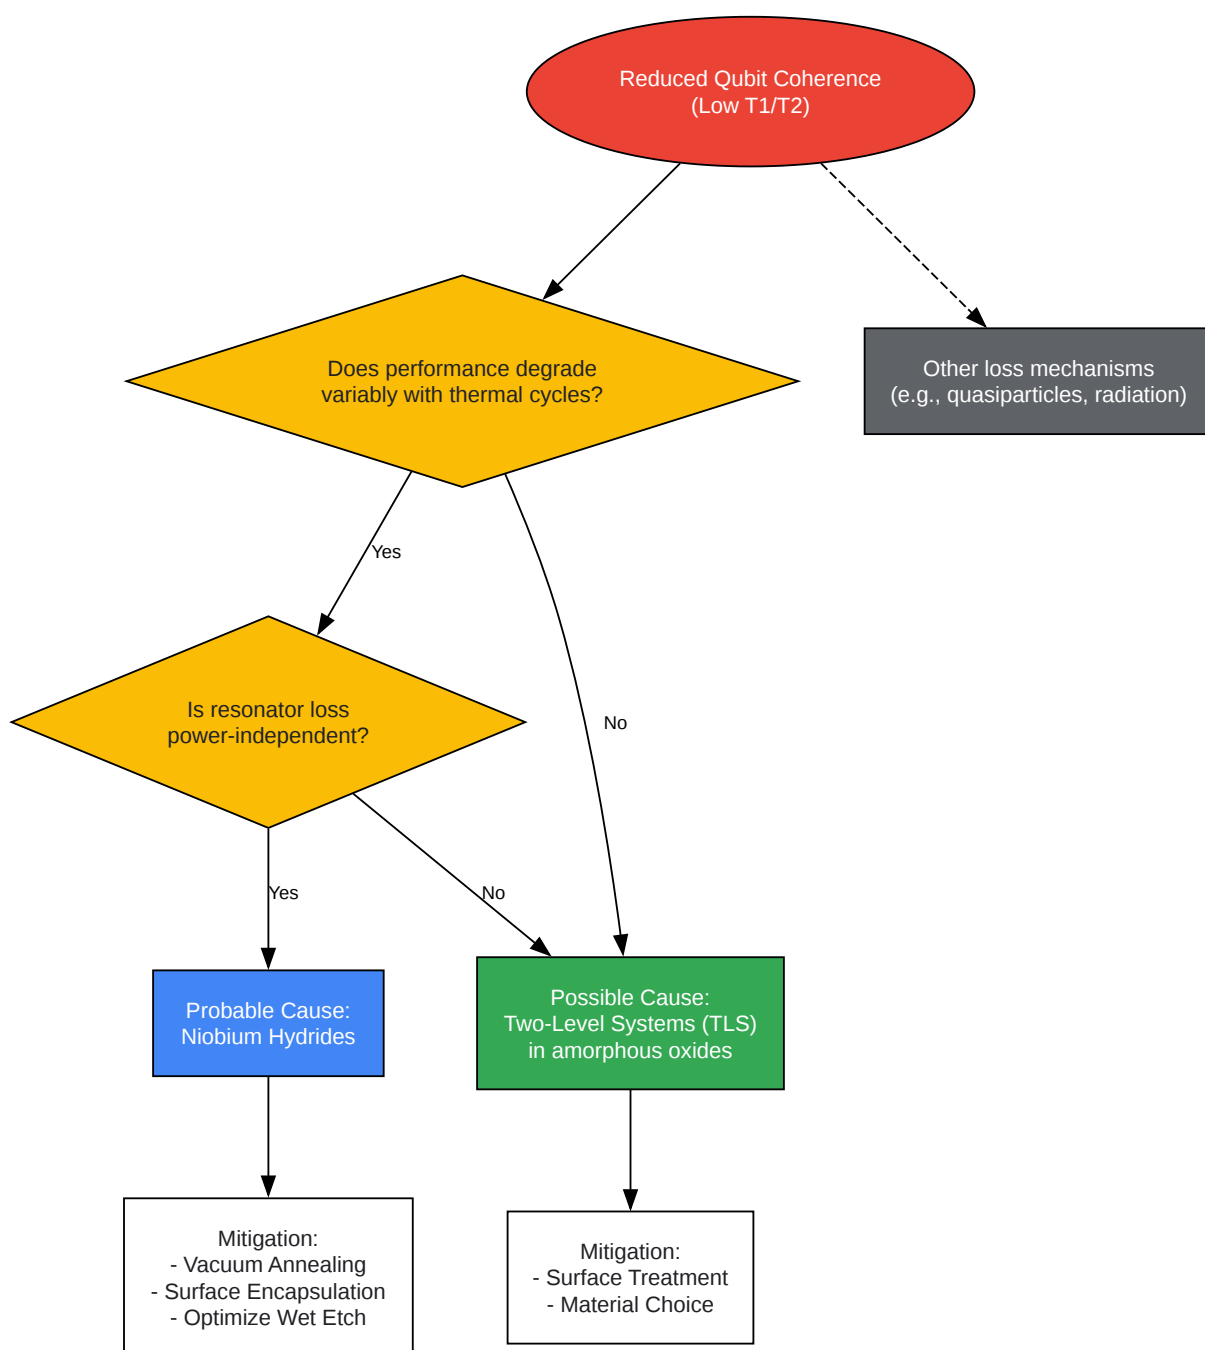 Reduced Qubit Coherence
(Low T1/T2)
Does performance degrade
variably with thermal cycles?
Other loss mechanisms
(e.g., quasiparticles, radiation)
Yes
Is resonator loss
power-independent?
No
Yes
No
Probable Cause:
Niobium Hydrides
Possible Cause:
Two-Level Systems (TLS)
in amorphous oxides
Mitigation:
- Vacuum Annealing
- Surface Encapsulation
- Optimize Wet Etch
Mitigation:
- Surface Treatment
- Material Choice